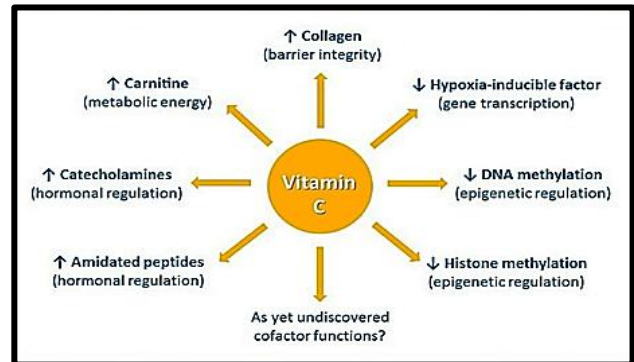 ↑ Collagen
(barrier integrity)
↑ Carnitine
(metabolic energy)
↓ Hypoxia-inducible factor
(gene transcription)
↑ Catecholamines
(hormonal regulation)
Vitamin
C
↓ DNA methylation
(epigenetic regulation)
↑ Amidated peptides
(hormonal regulation)
↓ Histone methylation
(epigenetic regulation)
As yet undiscovered
cofactor functions?